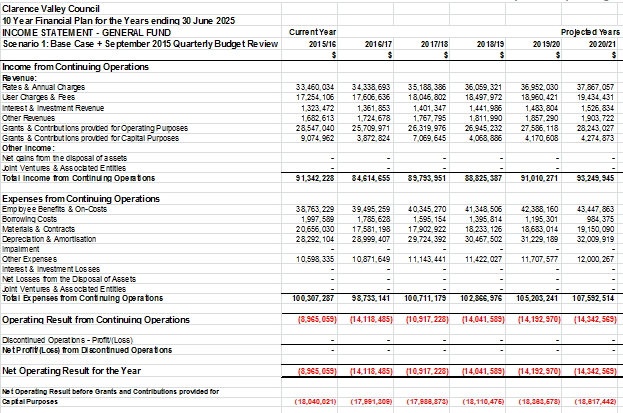 Clarence Valley Council
10 Year Financial Plan for the Years ending 30 June 2025
INCOME STATEMENT - GENERAL FUND Current Year Projected Years
Scenario 1: Base Case + September 2015 Quarterly Budget Review 2015/16 2016/17 2017/18 2018/19 2019/20 2020/21
$ $ $ $ $ $
Income from Continuing Operations
Revenue:
Rates & Annual Charges 33,460,034 34,338,693 35,188,386 36,059,321 36,952,030 37,867,057
User Charges & Fees 17,254,106 17,606,636 18,046,802 18,497,972 18,960,421 19,434,431
Interest & Investment Revenue 1,323,472 1,361,853 1,401,347 1,441,986 1,483,804 1,526,834
Other Revenues 1,682,613 1,724,678 1,767,795 1,811,990 1,857,290 1,903,722
Grants & Contributions provided for Operating Purposes 28,547,040 25,709,971 26,319,976 26,945,232 27,586,118 28,243,027
Grants & Contributions provided for Capital Purposes 9,074,962 3,872,824 7,069,645 4,068,886 4,170,608 4,274,873
Other Income:
Net gains from the disposal of assets - - - - - -
Joint Ventures & Associated Entities - - - - - -
Total Income from Continuing Operations 91,342,228 84,614,655 89,793,951 88,825,387 91,010,271 93,249,945
Expenses from Continuing Operations
Employee Benefits & On-Costs 38,763,229 39,495,259 40,345,270 41,348,506 42,388,160 43,447,863
Borrowing Costs 1,997,589 1,785,628 1,595,154 1,395,814 1,195,301 984,375
Materials & Contracts 20,656,030 17,581,198 17,902,922 18,233,126 18,683,014 19,150,090
Depreciation & Amortisation 28,292,104 28,999,407 29,724,392 30,467,502 31,229,189 32,009,919
Impairment - - - - - -
Other Expenses 10,598,335 10,871,649 11,143,441 11,422,027 11,707,577 12,000,267
Interest & Investment Losses - - - - - -
Net Losses from the Disposal of Assets - - - - - -
Joint Ventures & Associated Entities - - - - - -
Total Expenses from Continuing Operations 100,307,287 98,733,141 100,711,179 102,866,976 105,203,241 107,592,514
Operating Result from Continuing Operations (8,965,059) (14,118,485) (10,917,228) (14,041,589) (14,192,970) (14,342,569)
Discontinued Operations - Profit/(Loss) - - - - - -
Net Profit/(Loss) from Discontinued Operations - - - - - -
Net Operating Result for the Year (8,965,059) (14,118,485) (10,917,228) (14,041,589) (14,192,970) (14,342,569)
Net Operating Result before Grants and Contributions provided for
Capital Purposes (18,040,021) (17,991,309) (17,986,873) (18,110,475) (18,363,578) (18,617,442)